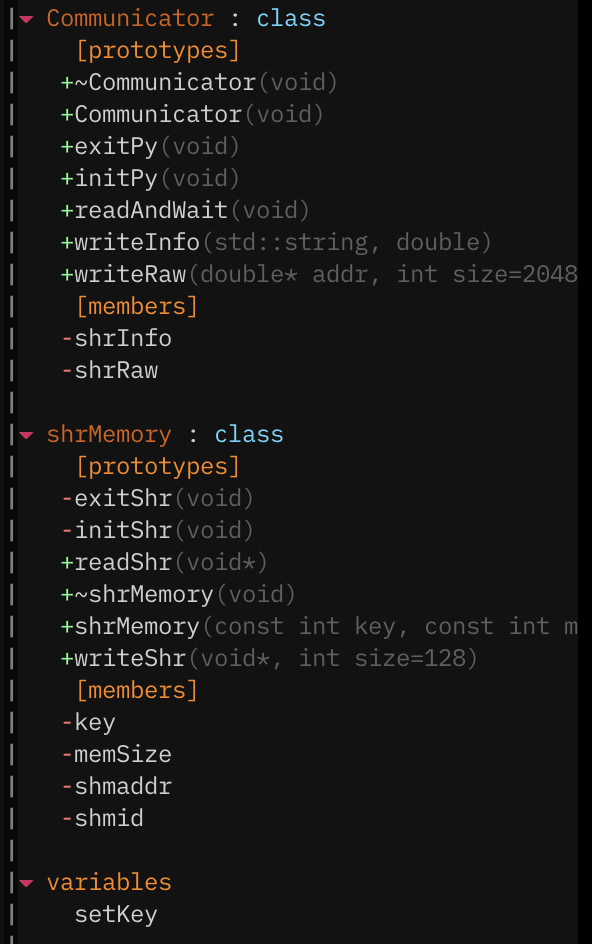 Communicator : class
[prototypes]
+~Communicator(void)
+Communicator(void)
+exitPy(void)
+initPy(void)
+readAndWait(void)
+writeInfo(std::string, double)
+writeRaw(double* addr, int size=2048
[members]
-shrInfo
-shrRaw
shrMemory : class
[prototypes]
-exitShr(void)
-initShr(void)
+readShr(void*)
+~shrMemory(void)
+shrMemory(const int key, const int m
+writeShr(void*, int size=128)
[members]
-key
-memSize
-shmaddr
-shmid
variables
setKey